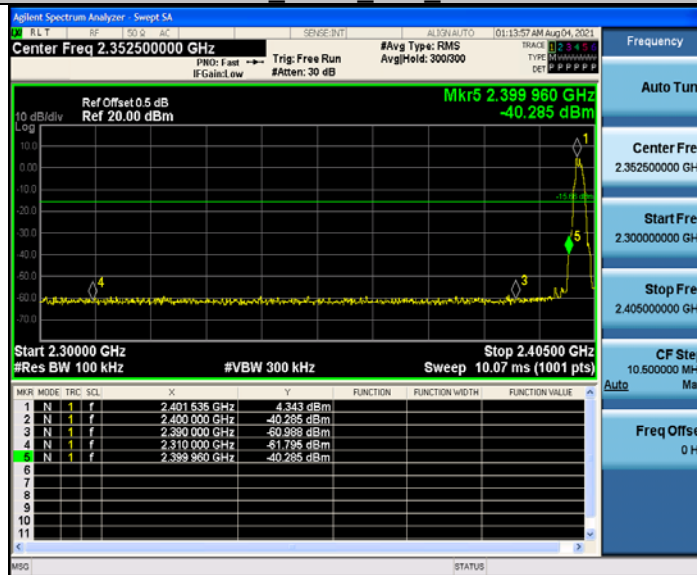 Agilent Spectrum Analyzer - Swept SA
R L T RF 50 Ω AC SENSE:INT ALIGN AUTO 01:13:57 AM Aug 04, 2021
Center Freq 2.352500000 GHz
PNO: Fast
IFGain:Low
Trig: Free Run
#Atten: 30 dB
#Avg Type: RMS
Avg|Hold: 300/300
TRACE 1 2 3 4 5 6
TYPE M
DET P P P P P P
Frequency
Auto Tun
Center Fre
2.352500000 GH
Start Fre
2.300000000 GH
Stop Fre
2.405000000 GH
CF Ste
10.500000 MH
Auto Ma
Freq Offse
0 H
Mkr5 2.399 960 GHz
-40.285 dBm
Ref Offset 0.5 dB
10 dB/div Ref 20.00 dBm
Log
10.0
0.00
-10.0
-20.0
-30.0
-40.0
-50.0
-60.0
-70.0
1
5
3
4
Start 2.30000 GHz Stop 2.40500 GHz
#Res BW 100 kHz #VBW 300 kHz Sweep 10.07 ms (1001 pts)
MKR MODE TRC SCL X Y FUNCTION FUNCTION WIDTH FUNCTION VALUE
1 N 1 f 2.401 535 GHz 4.343 dBm
2 N 1 f 2.400 000 GHz -40.285 dBm
3 N 1 f 2.390 000 GHz -60.988 dBm
4 N 1 f 2.310 000 GHz -61.795 dBm
5 N 1 f 2.399 960 GHz -40.285 dBm
6
7
8
9
10
11
MSG STATUS